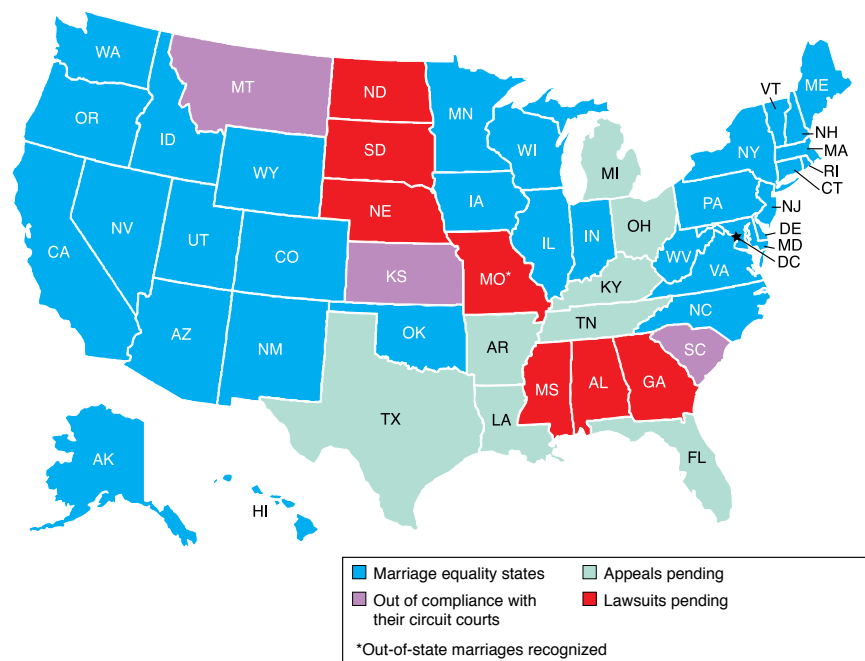 WA
MT
ND
MN
VT
ME
OR
ID
SD
WI
MI
NY
NH
MA
RI
CT
WY
NE
IA
PA
NJ
NV
UT
CO
IL
IN
OH
DE
MD
DC
CA
KS
MO*
WV
VA
KY
AZ
NM
OK
AR
TN
NC
SC
TX
LA
MS
AL
GA
AK
HI
FL
Marriage equality states
Appeals pending
Out of compliance with
their circuit courts
Lawsuits pending
*Out-of-state marriages recognized